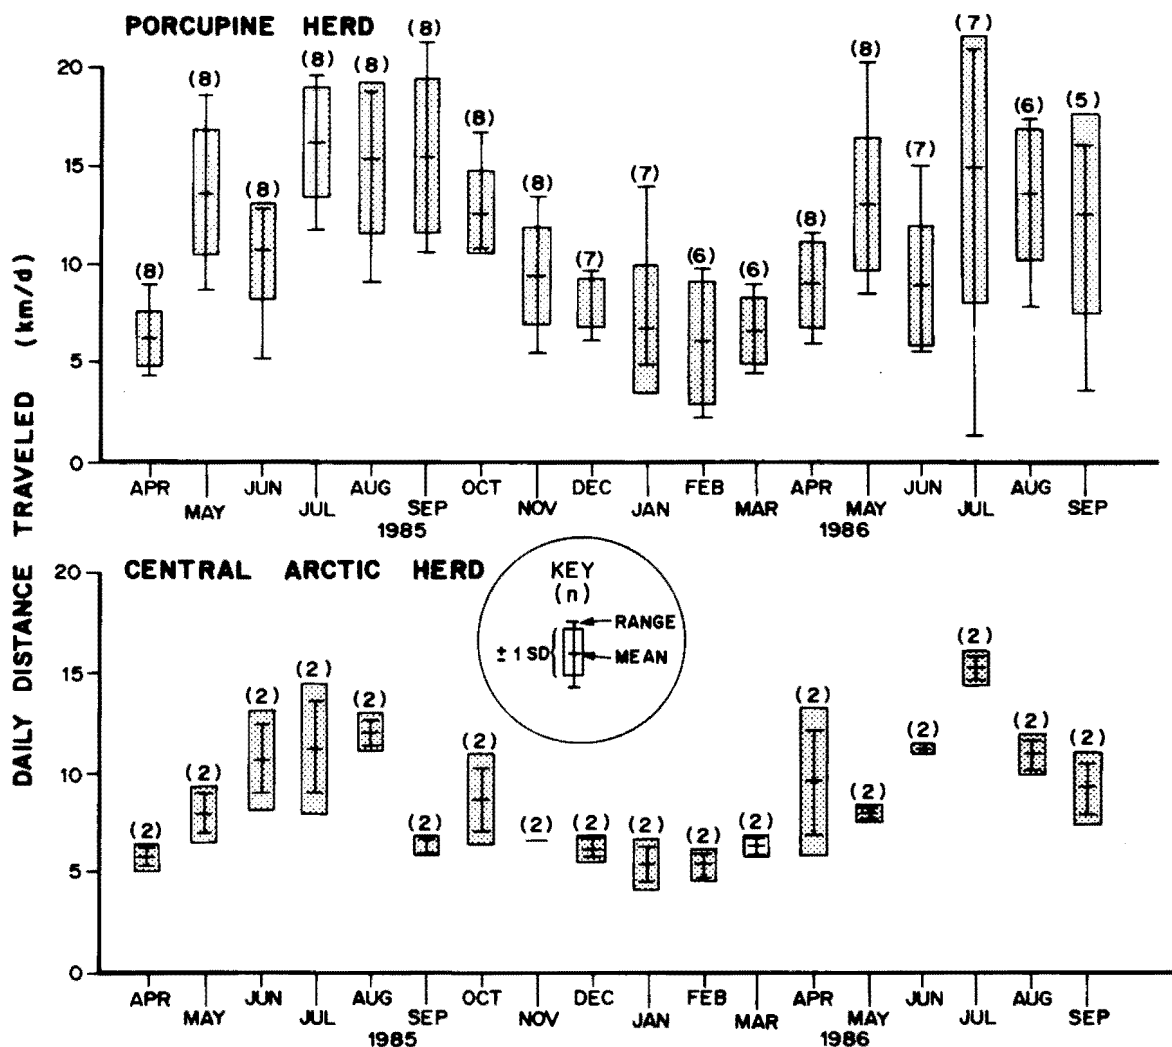 PORCUPINE HERD
(8) (8) (8) (8) (8) (8) (8) (8) (7) (7) (6) (6) (8) (8) (7) (7) (6) (5)
20
15
10
5
0
APR MAY JUN JUL AUG SEP OCT NOV DEC JAN FEB MAR APR MAY JUN JUL AUG SEP
1985 1986
DAILY DISTANCE TRAVELED (km/d)
CENTRAL ARCTIC HERD
KEY
(n)
RANGE
± 1 SD
MEAN
(2) (2) (2) (2) (2) (2) (2) (2) (2) (2) (2) (2) (2) (2) (2) (2) (2) (2)
20
15
10
5
0
APR MAY JUN JUL AUG SEP OCT NOV DEC JAN FEB MAR APR MAY JUN JUL AUG SEP
1985 1986